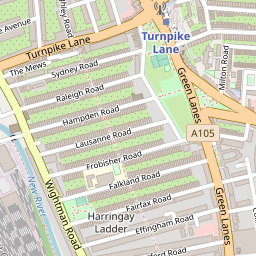 Avenue
Turnpike Lane
Turnpike
Lane
The Mews
Sydney Road
Raleigh Road
Hampden Road
Lausanne Road
Frobisher Road
Falkland Road
Fairfax Road
Effingham Road
Harringay
Ladder
Wightman Road
New River
Green Lanes
A105
Green Lanes
Milton Road